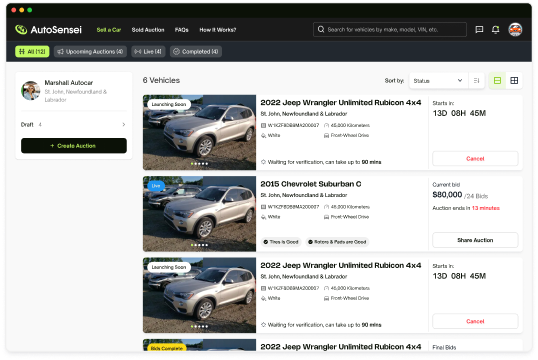 AutoSensei
Sell a Car
Sold Auction
FAQs
How It Works?
Search for vehicles by make, model, VIN, etc.
All (12)
Upcoming Auctions (4)
Live (4)
Completed (4)
Marshall Autocar
St. John, Newfoundland &
Labrador
Draft 4
+ Create Auction
6 Vehicles
Sort by:
Status
Launching Soon
2022 Jeep Wrangler Unlimited Rubicon 4x4
St. John, Newfoundland & Labrador
45,000 Kilometers
White
Front-Wheel Drive
Waiting for verification, can take up to 90 mins
Starts in:
13D 08H 45M
Cancel
Live
2015 Chevrolet Suburban C
St. John, Newfoundland & Labrador
45,000 Kilometers
White
Front-Wheel Drive
Tires is Good
Rotors & Pads are Good
Current bid
$80,000 /24 Bids
Auction ends in 13 minutes
Share Auction
Launching Soon
2022 Jeep Wrangler Unlimited Rubicon 4x4
St. John, Newfoundland & Labrador
45,000 Kilometers
White
Front-Wheel Drive
Waiting for verification, can take up to 90 mins
Starts in:
13D 08H 45M
Cancel
Bids Complete
2022 Jeep Wrangler Unlimited Rubicon 4x4
Final Bids